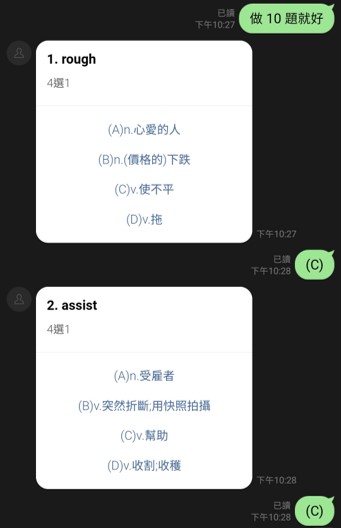 做 10 題就好
已讀
下午10:27
1. rough
4選1
(A)n.心愛的人
(B)n.(價格的)下跌
(C)v.使不平
(D)v.拖
下午10:27
(C)
已讀
下午10:28
2. assist
4選1
(A)n.受雇者
(B)v.突然折斷;用快照拍攝
(C)v.幫助
(D)v.收割;收穫
下午10:28
(C)
已讀
下午10:28